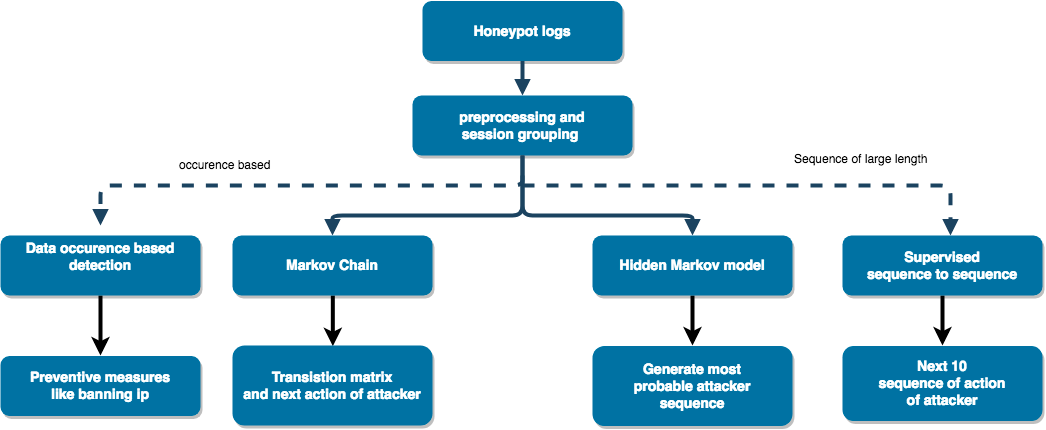 Honeypot logs
preprocessing and
session grouping
occurence based
Sequence of large length
Data occurence based
detection
Markov Chain
Hidden Markov model
Supervised
sequence to sequence
Preventive measures
like banning Ip
Transistion matrix
and next action of attacker
Generate most
probable attacker
sequence
Next 10
sequence of action
of attacker